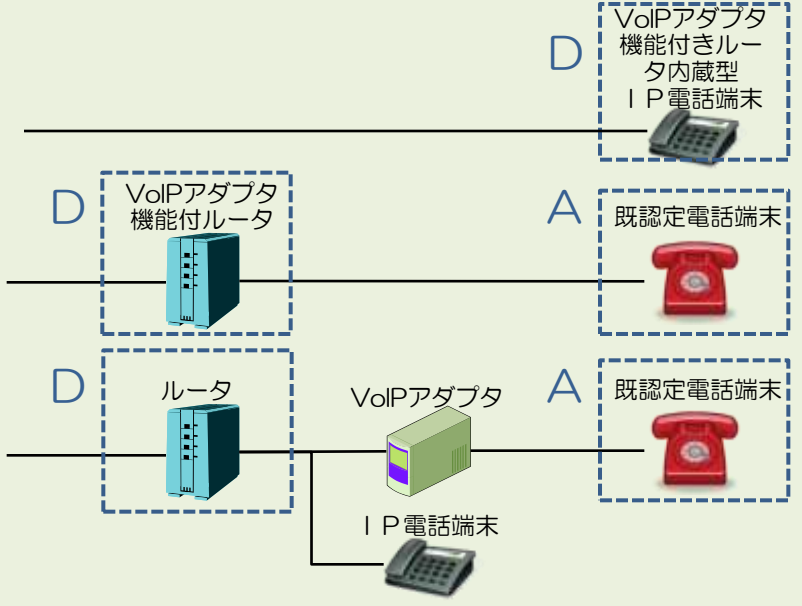 VoIPアダプタ
機能付きルー
タ内蔵型
ＩＰ電話端末
D
D
VoIPアダプタ
機能付ルータ
A
既認定電話端末
D
ルータ
VoIPアダプタ
A
既認定電話端末
ＩＰ電話端末